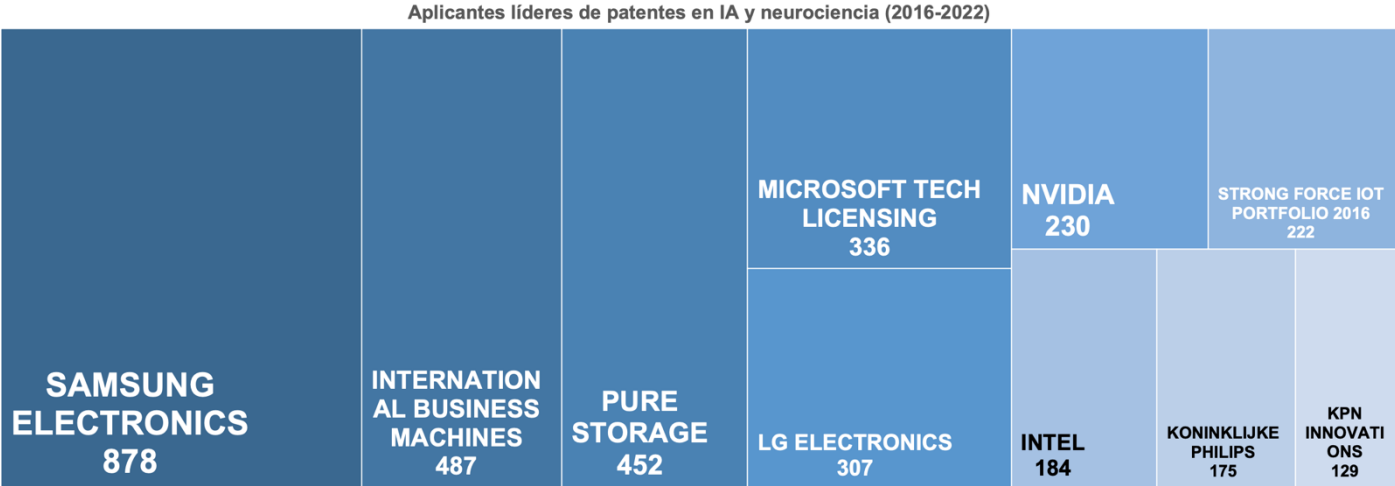 Aplicantes líderes de patentes en IA y neurociencia (2016-2022)
SAMSUNG
ELECTRONICS
878
INTERNATION
AL BUSINESS
MACHINES
487
PURE
STORAGE
452
MICROSOFT TECH
LICENSING
336
LG ELECTRONICS
307
NVIDIA
230
STRONG FORCE IOT
PORTFOLIO 2016
222
INTEL
184
KONINKLIJKE
PHILIPS
175
KPN
INNOVATI
ONS
129